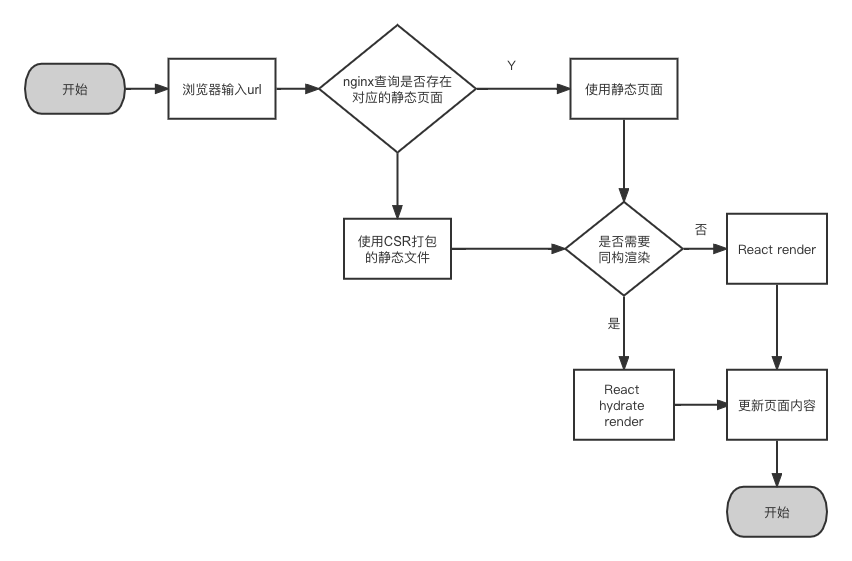 开始
浏览器输入url
nginx查询是否存在
对应的静态页面
Y
使用静态页面
使用CSR打包
的静态文件
是否需要
同构渲染
否
React render
是
React
hydrate
render
更新页面内容
开始